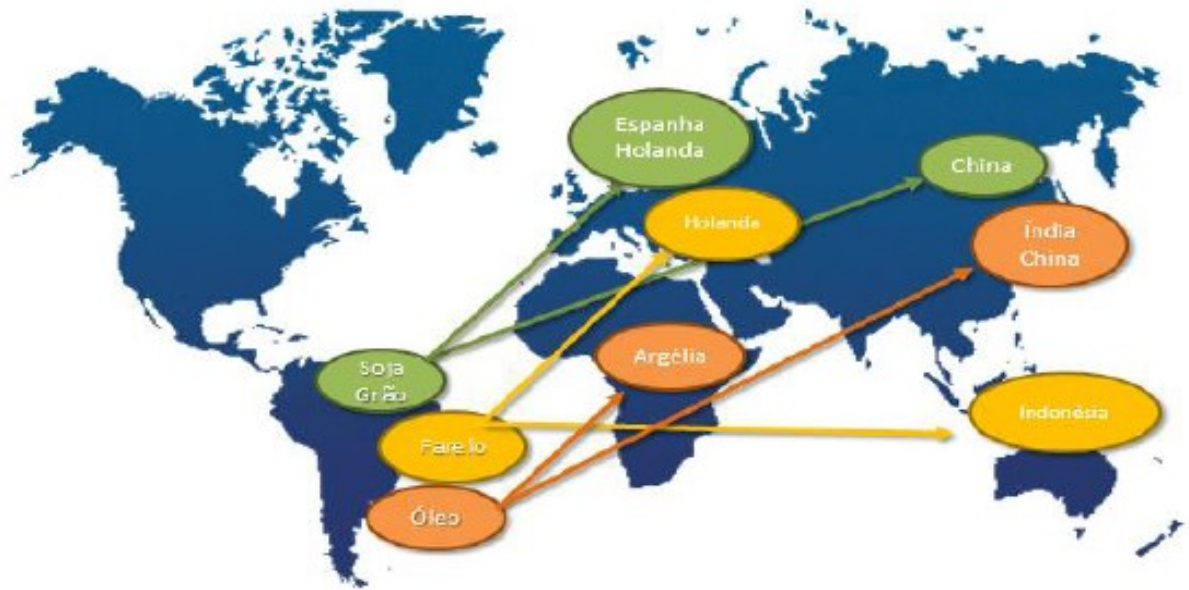 Espanha
Holanda
China
Holanda
Índia
China
Argélia
Soja
Grão
Indonésia
Farelo
Óleo